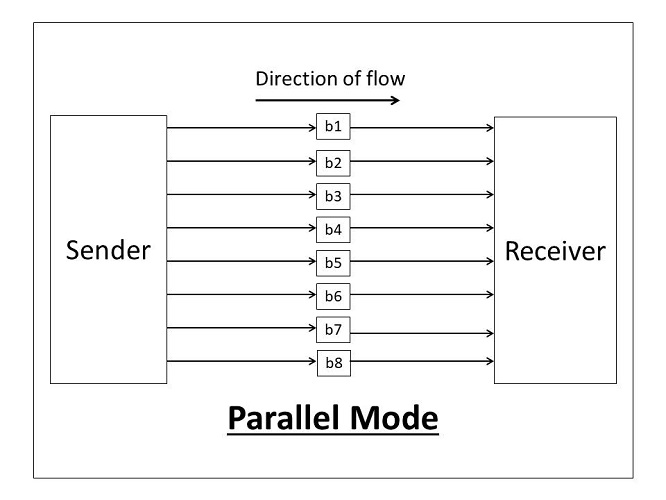 Direction of flow
b1
b2
b3
b4
Sender
Receiver
b5
b6
b7
b8
Parallel Mode